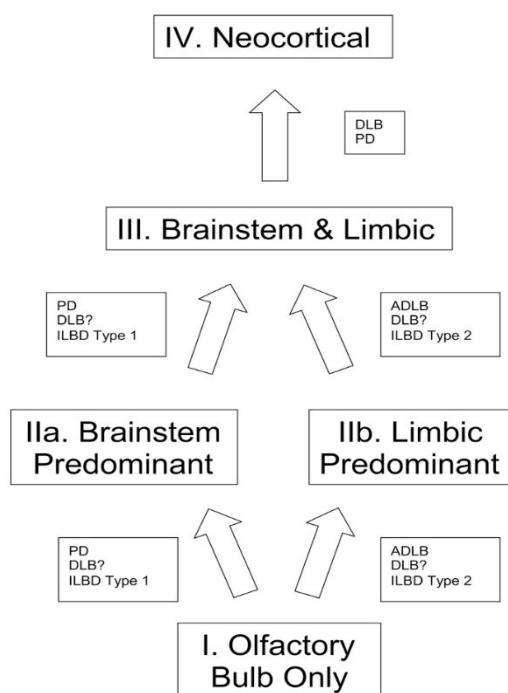 IV. Neocortical
DLB
PD
III. Brainstem & Limbic
PD
DLB?
ILBD Type 1
ADLB
DLB?
ILBD Type 2
IIa. Brainstem
Predominant
IIb. Limbic
Predominant
PD
DLB?
ILBD Type 1
ADLB
DLB?
ILBD Type 2
I. Olfactory
Bulb Only